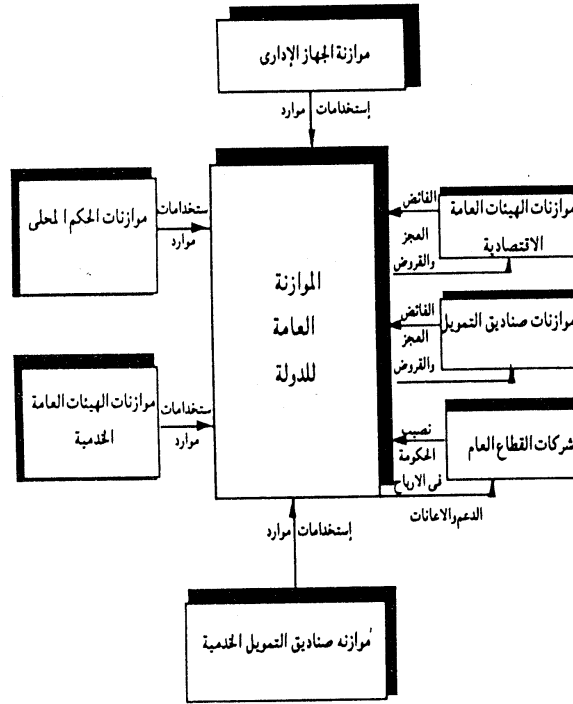 موازنة الجهاز الإدارى
إستخدامات
موارد
موازنات الحكم المحلى
ستخدامات
موارد
الفائض
العجز
والقروض
موازنات الهيئات العامة
الاقتصادية
الموازنة
العامة
للدولة
الفائض
العجز
والقروض
موازنات صناديق التمويل
موازنات الهيئات العامة
الخدمية
ستخدامات
موارد
نصيب
الحكومة
فى الارباح
شركات القطاع العام
الدعم والاعانات
إستخدامات
موارد
موازنه صناديق التمويل الخدمية